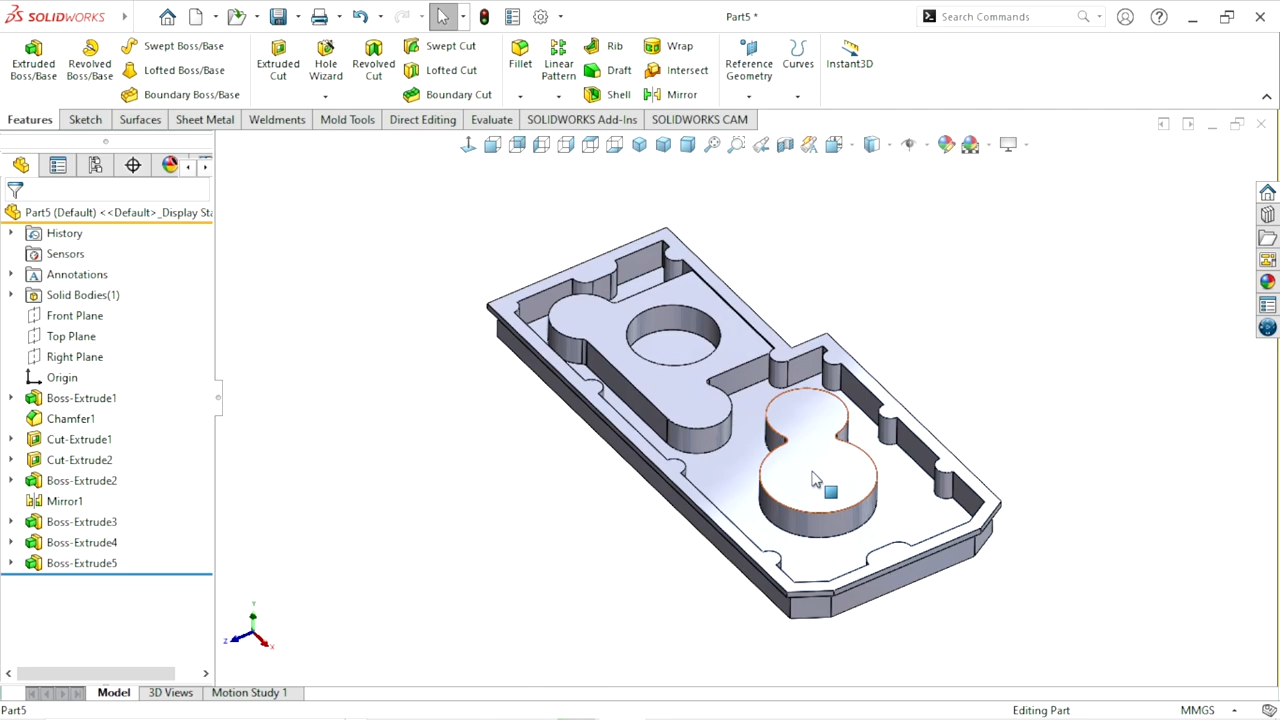 SOLIDWORKS
Part5 *
Search Commands
Extruded Boss/Base
Revolved Boss/Base
Swept Boss/Base
Lofted Boss/Base
Boundary Boss/Base
Extruded Cut
Hole Wizard
Revolved Cut
Swept Cut
Lofted Cut
Boundary Cut
Fillet
Linear Pattern
Rib
Draft
Shell
Wrap
Intersect
Mirror
Reference Geometry
Curves
Instant3D
Features
Sketch
Surfaces
Sheet Metal
Weldments
Mold Tools
Direct Editing
Evaluate
SOLIDWORKS Add-Ins
SOLIDWORKS CAM
Part5 (Default) <<Default>_Display Sta
History
Sensors
Annotations
Solid Bodies(1)
Front Plane
Top Plane
Right Plane
Origin
Boss-Extrude1
Chamfer1
Cut-Extrude1
Cut-Extrude2
Boss-Extrude2
Mirror1
Boss-Extrude3
Boss-Extrude4
Boss-Extrude5
Y
Z
X
Model
3D Views
Motion Study 1
Part5
Editing Part
MMGS